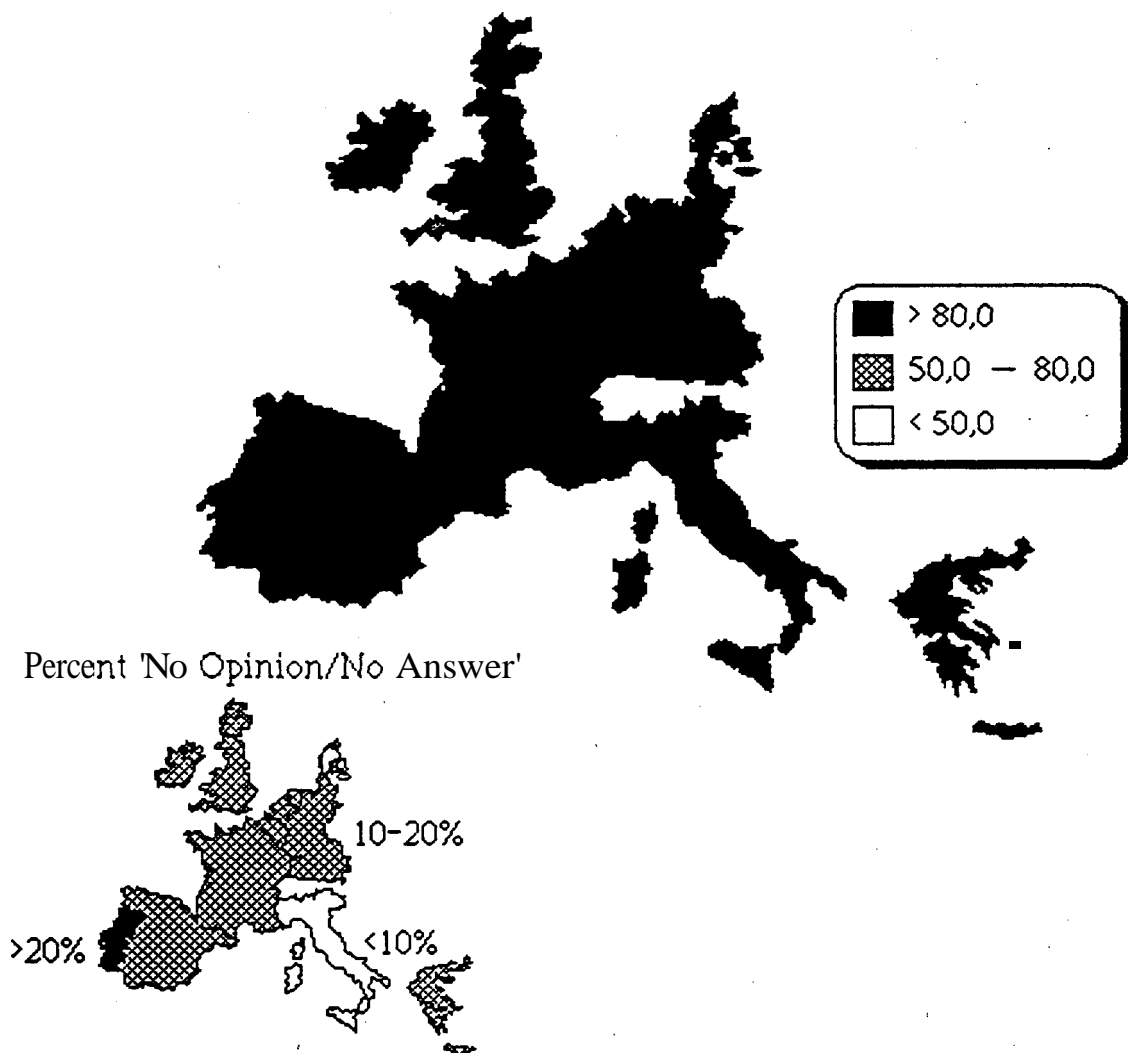 > 80,0
50,0 — 80,0
< 50,0
Percent 'No Opinion/No Answer'
10-20%
>20%
<10%